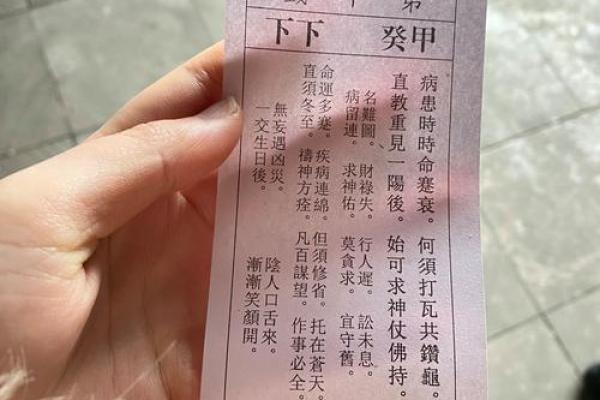 第十籤
甲癸 下下
病患時時命蹇衰。何須打瓦共鑽龜。
直教重見一陽後。始可求神仗佛持。
名難圖。財祿失。行人遲。訟未息。
病留連。求神佑。莫貪求。宜守舊。
命運多蹇。疾病連綿。但須修省。托在蒼天。
直須冬至。禱神方痊。凡百謀望。作事必全。
無妄遇凶災。陰人口舌來。
一交生日後。漸漸笑顏開。